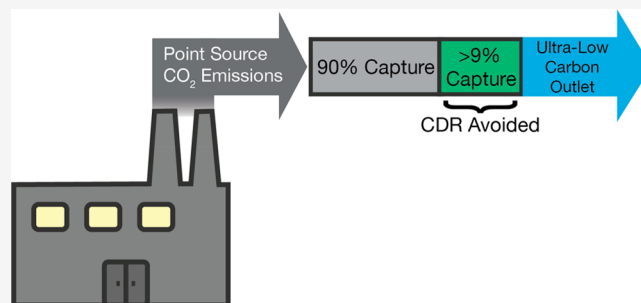 Point Source
CO₂ Emissions
90% Capture
>9%
Capture
Ultra-Low
Carbon
Outlet
CDR Avoided